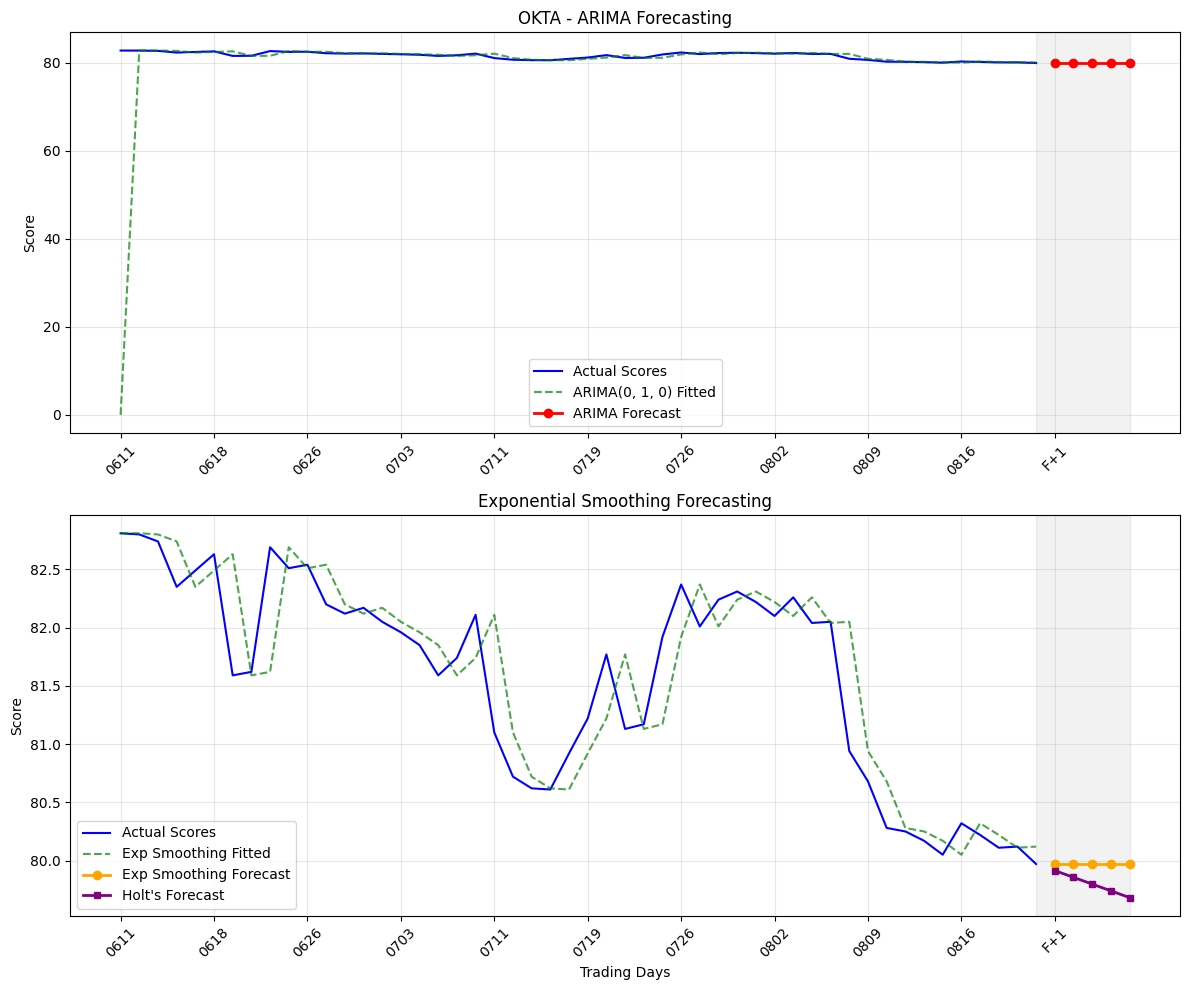 OKTA - ARIMA Forecasting
Score
80
60
40
20
0
Actual Scores
ARIMA(0, 1, 0) Fitted
ARIMA Forecast
0611 0618 0626 0703 0711 0719 0726 0802 0809 0816 F+1
Exponential Smoothing Forecasting
Score
82.5
82.0
81.5
81.0
80.5
80.0
Actual Scores
Exp Smoothing Fitted
Exp Smoothing Forecast
Holt's Forecast
0611 0618 0626 0703 0711 0719 0726 0802 0809 0816 F+1
Trading Days